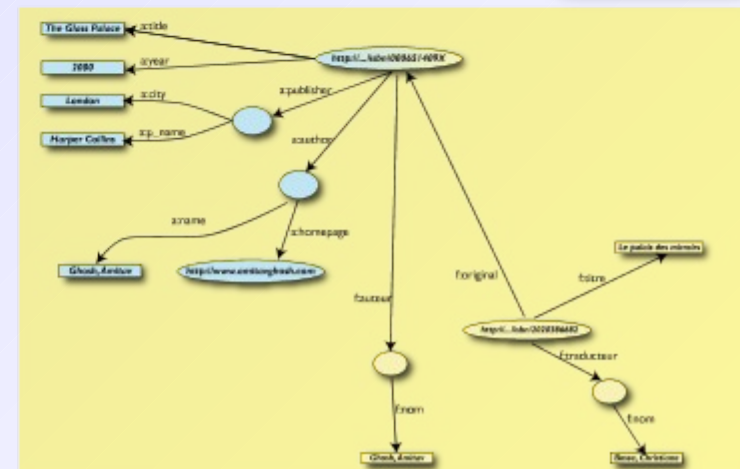 The Glass Palace
a:title
2000
a:year
London
a:city
Harper Collins
a:p_name
a:publisher
a:author
a:name
a:homepage
Ghosh, Amitav
http://www.amitavghosh.com
f:auteur
f:original
Le palais des miroirs
f:titre
f:traducteur
f:nom
f:nom
Ghosh, Amitav
Besse, Christiane